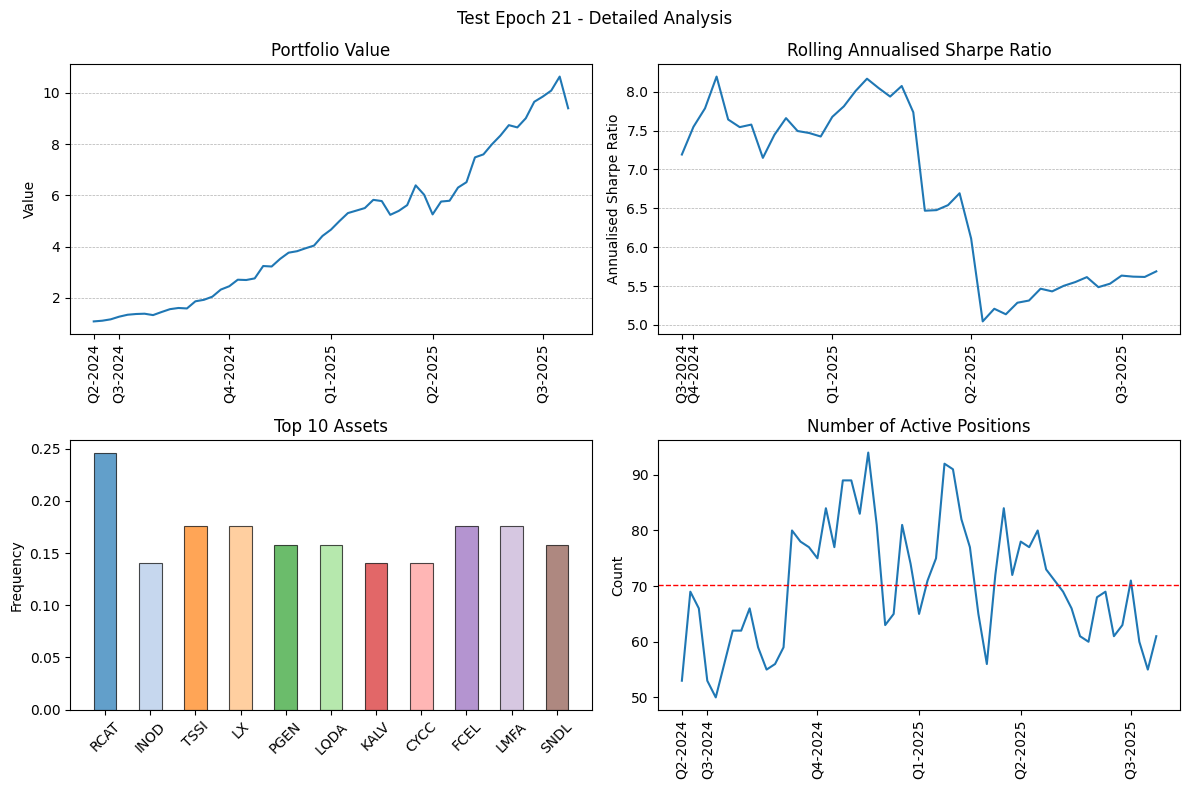 Test Epoch 21 - Detailed Analysis
Portfolio Value
Value
10
8
6
4
2
Q2-2024
Q3-2024
Q4-2024
Q1-2025
Q2-2025
Q3-2025
Rolling Annualised Sharpe Ratio
Annualised Sharpe Ratio
8.0
7.5
7.0
6.5
6.0
5.5
5.0
Q3-2024
Q4-2024
Q1-2025
Q2-2025
Q3-2025
Top 10 Assets
Frequency
0.25
0.20
0.15
0.10
0.05
0.00
RCAT
INOD
TSSI
LX
PGEN
LQDA
KALV
CYCC
FCEL
LMFA
SNDL
Number of Active Positions
Count
90
80
70
60
50
Q2-2024
Q3-2024
Q4-2024
Q1-2025
Q2-2025
Q3-2025